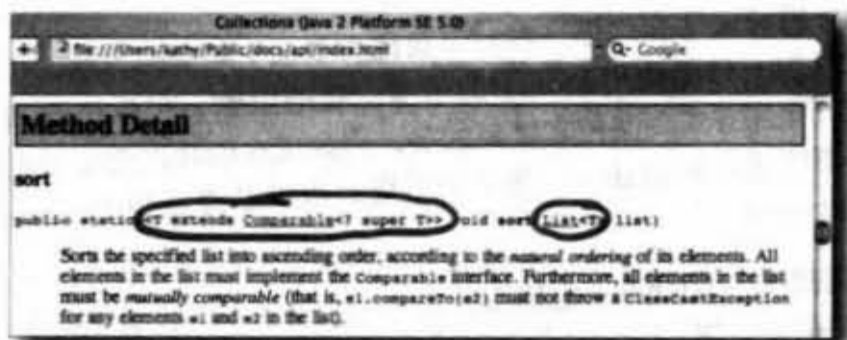 Collections (Java 2 Platform SE 5.0)
file:///Users/kathy/Public/docs/api/index.html
Google
Method Detail
sort
public static <T extends Comparable<? super T>> void sort(List<T> list)
Sorts the specified list into ascending order, according to the natural ordering of its elements. All
elements in the list must implement the Comparable interface. Furthermore, all elements in the list
must be mutually comparable (that is, e1.compareTo(e2) must not throw a ClassCastException
for any elements e1 and e2 in the list).